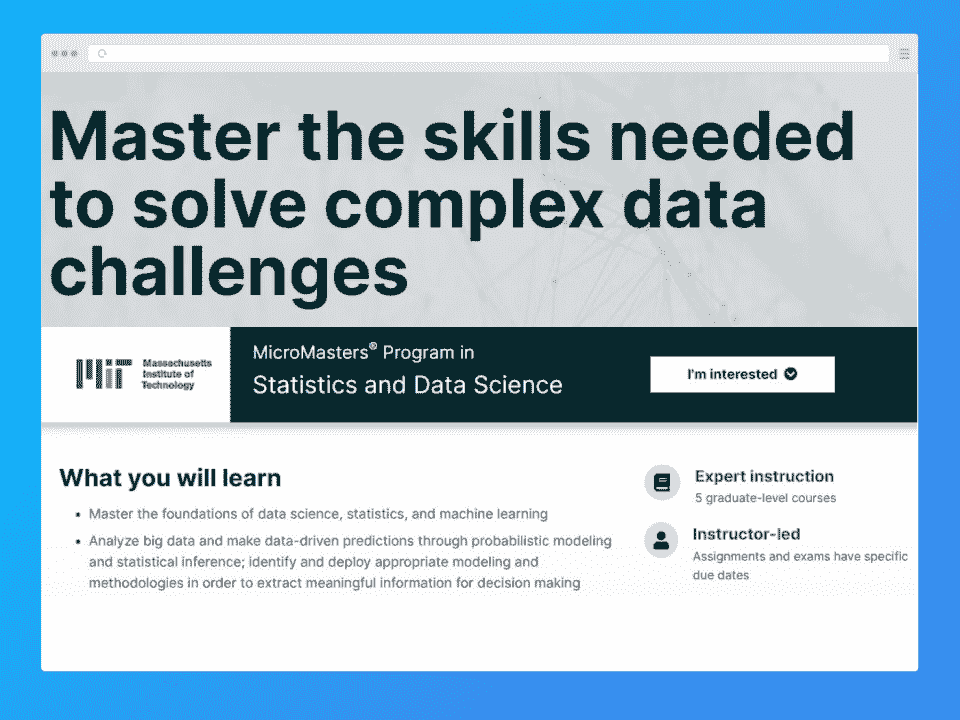 Master the skills needed
to solve complex data
challenges
Massachusetts
Institute of
Technology
MicroMasters® Program in
Statistics and Data Science
I'm interested
What you will learn
• Master the foundations of data science, statistics, and machine learning
• Analyze big data and make data-driven predictions through probabilistic modeling
and statistical inference; identify and deploy appropriate modeling and
methodologies in order to extract meaningful information for decision making
Expert instruction
5 graduate-level courses
Instructor-led
Assignments and exams have specific
due dates